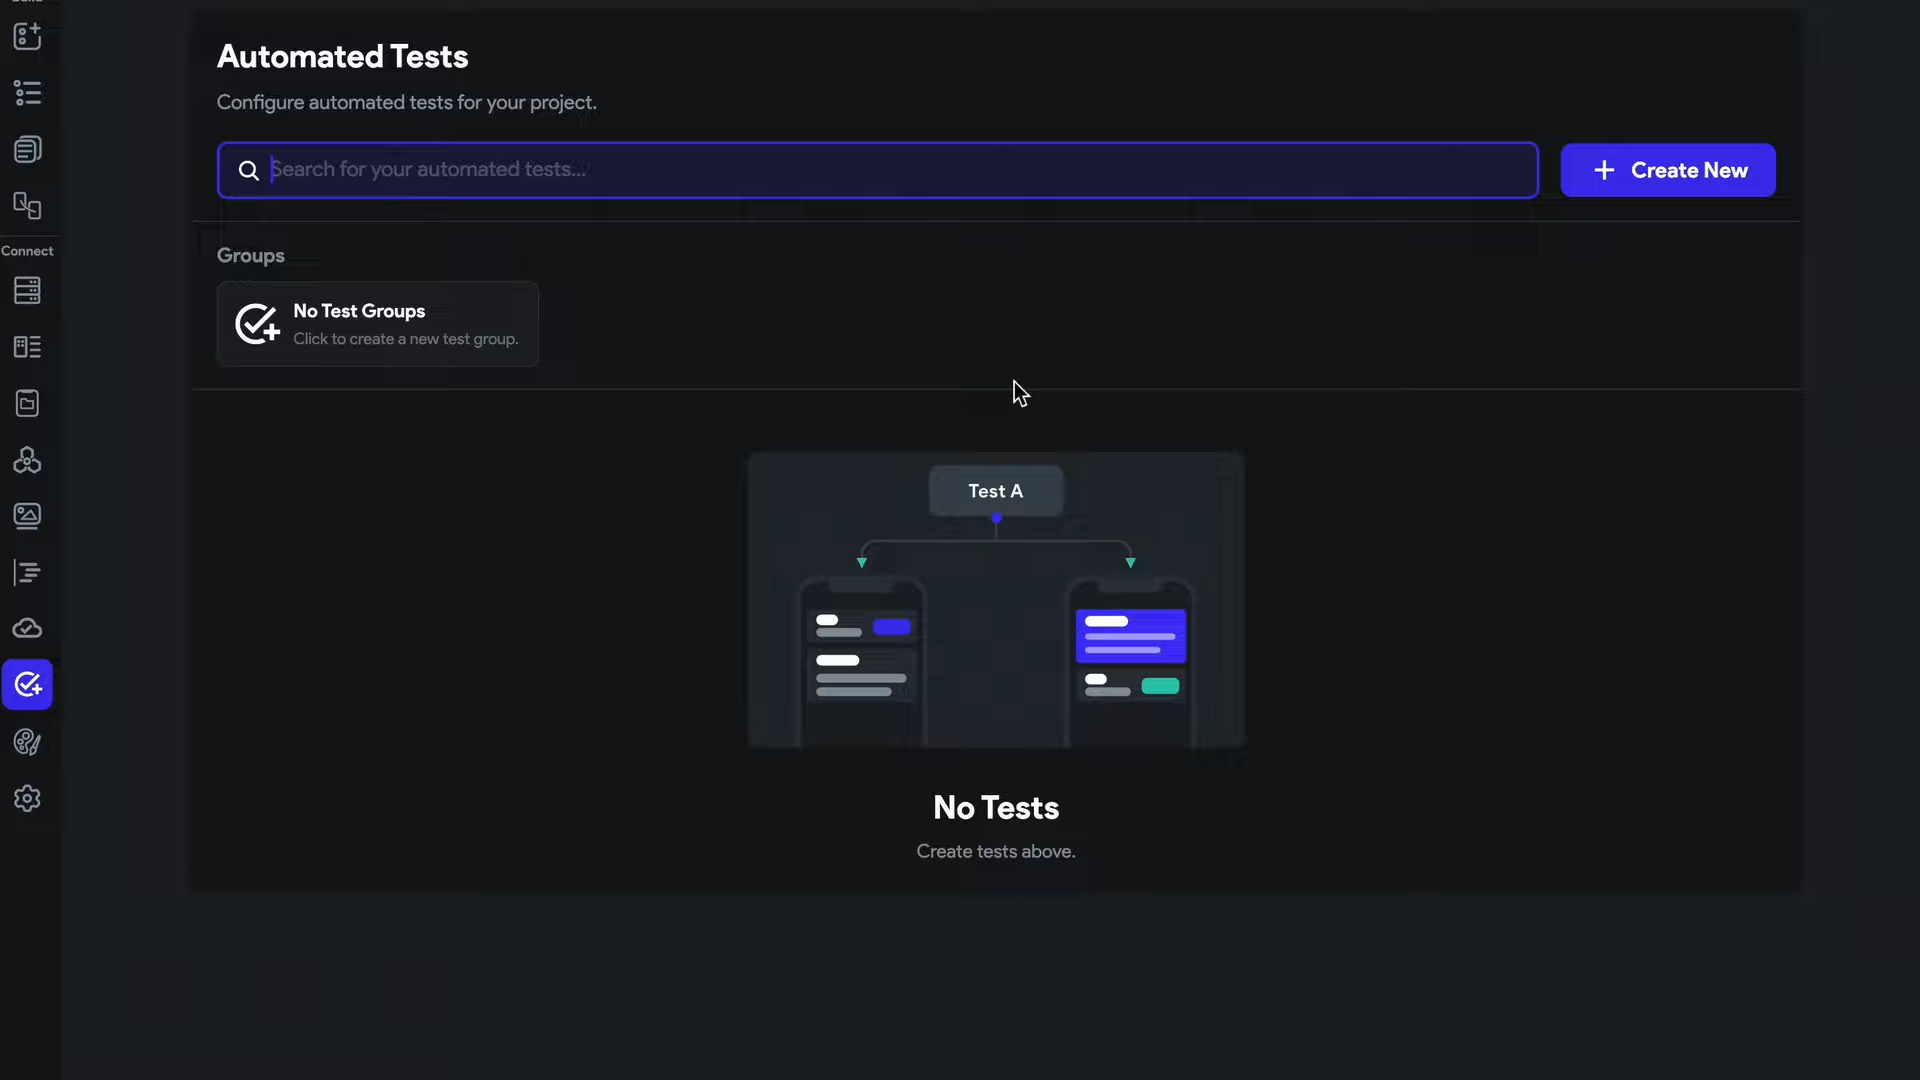 Automated Tests
Configure automated tests for your project.
Search for your automated tests...
Create New
Connect
Groups
No Test Groups
Click to create a new test group.
Test A
No Tests
Create tests above.